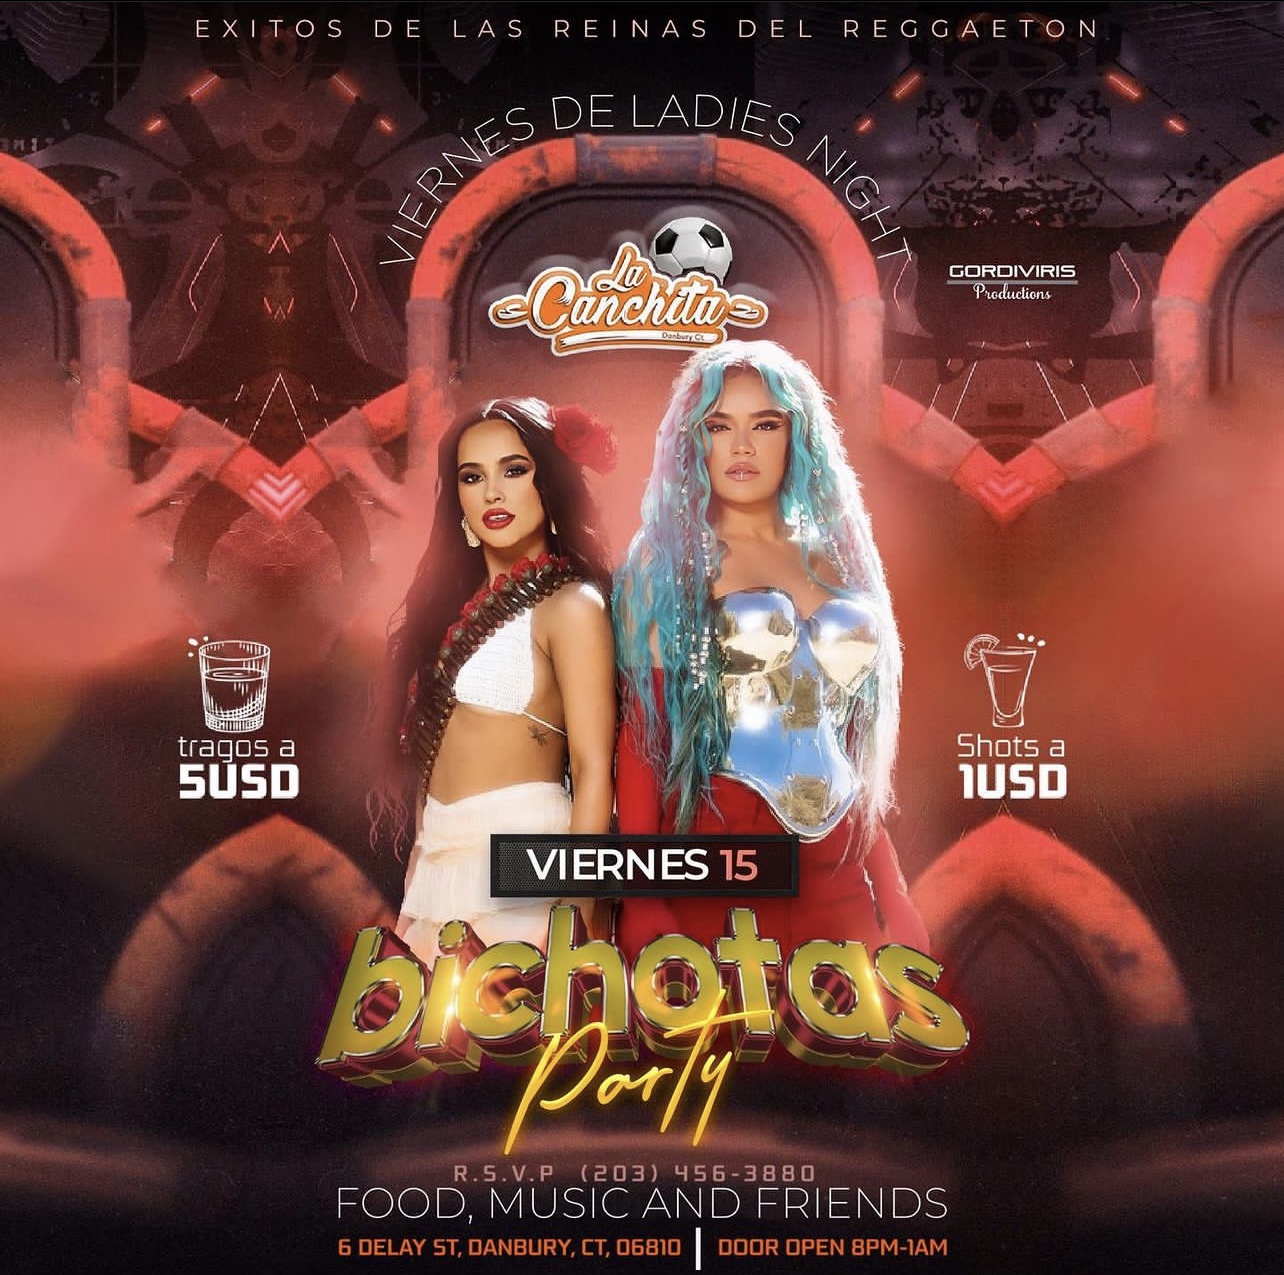 EXITOS DE LAS REINAS DEL REGGAETON
VIERNES DE LADIES NIGHT
La
Canchita
Danbury Ct.
GORDIVIRIS
Productions
tragos a
5USD
Shots a
1USD
VIERNES 15
bichotas
Party
R.S.V.P (203) 456-3880
FOOD, MUSIC AND FRIENDS
6 DELAY ST, DANBURY, CT, 06810 | DOOR OPEN 8PM-1AM